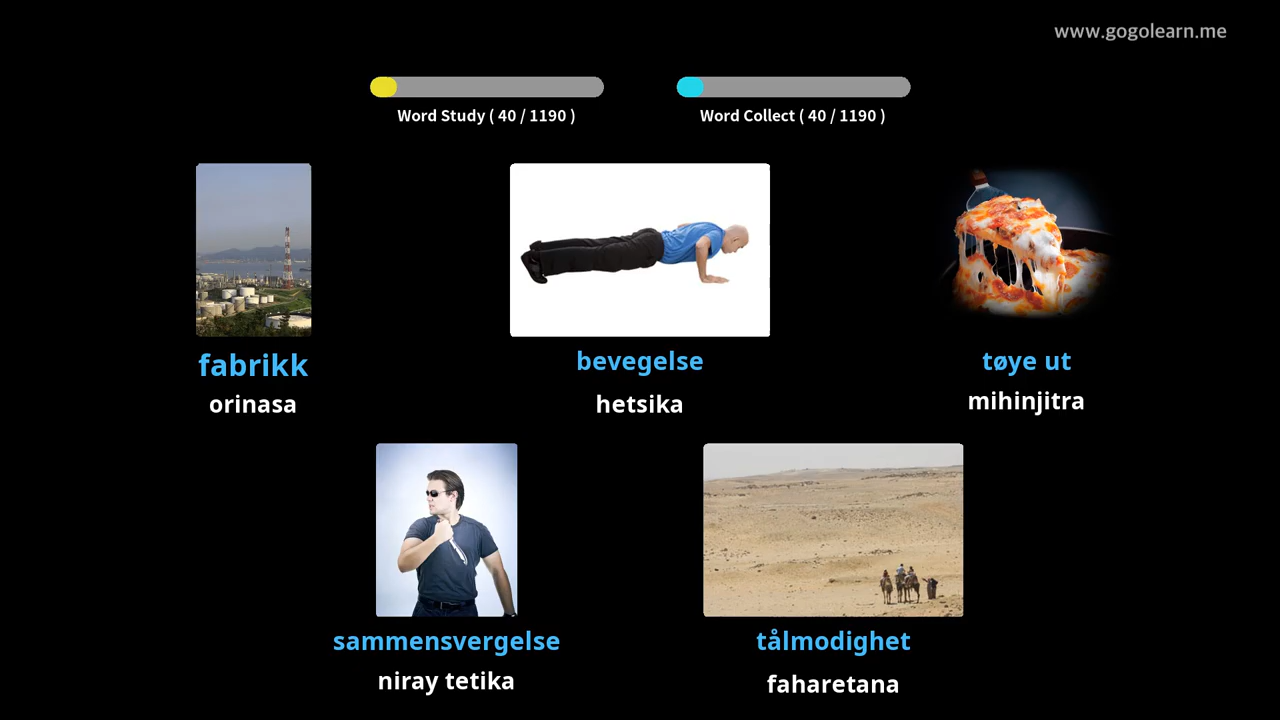 www.gogolearn.me
Word Study ( 40 / 1190 )
Word Collect ( 40 / 1190 )
fabrikk
orinasa
bevegelse
hetsika
tøye ut
mihinjitra
sammensvergelse
niray tetika
tålmodighet
faharetana